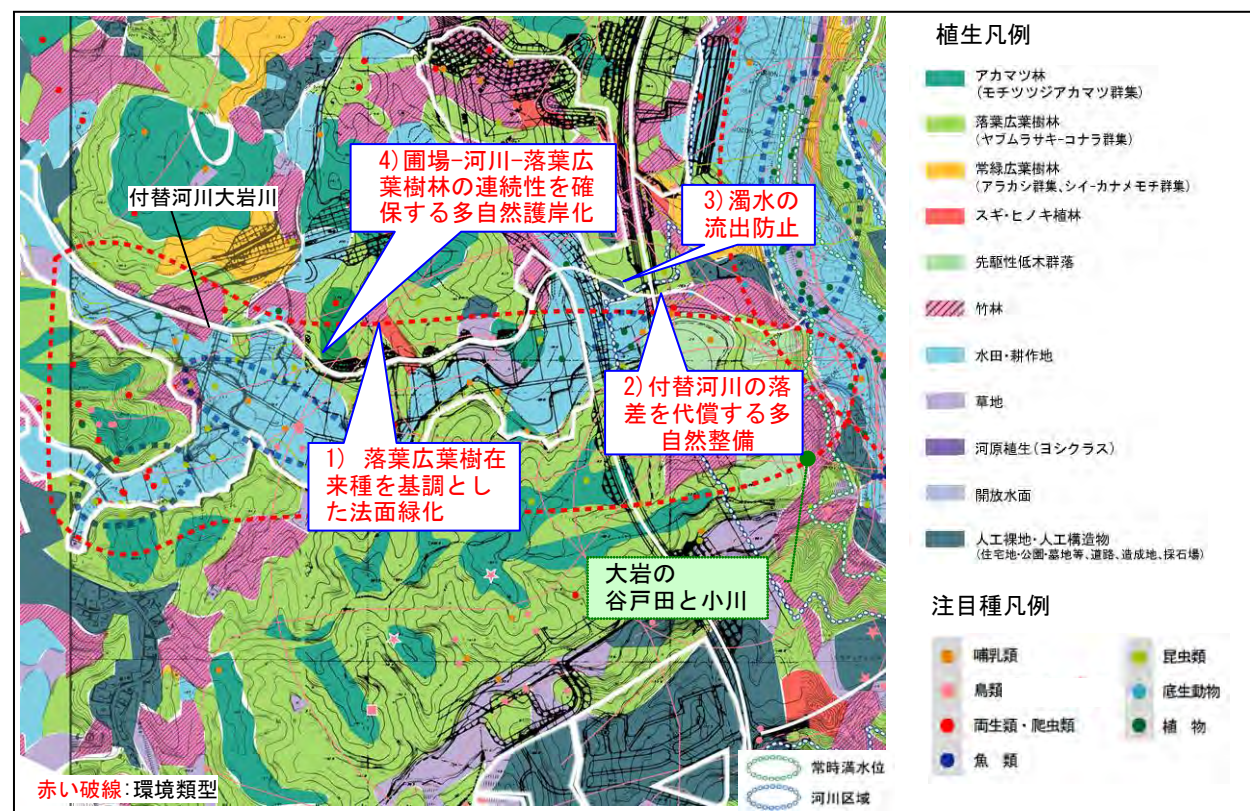 付替河川大岩川
4)圃場-河川-落葉広
葉樹林の連続性を確
保する多自然護岸化
3)濁水の
流出防止
2)付替河川の落
差を代償する多
自然整備
1) 落葉広葉樹在
来種を基調とし
た法面緑化
大岩の
谷戸田と小川
赤い破線:環境類型
常時満水位
河川区域
植生凡例
アカマツ林
(モチツツジアカマツ群集)
落葉広葉樹林
(ヤブムラサキ-コナラ群集)
常緑広葉樹林
(アラカシ群集、シイ-カナメモチ群集)
スギ・ヒノキ植林
先駆性低木群落
竹林
水田・耕作地
草地
河原植生(ヨシクラス)
開放水面
人工裸地・人工構造物
(住宅地・公園・墓地等、道路、造成地、採石場)
注目種凡例
哺乳類
鳥類
両生類・爬虫類
魚 類
昆虫類
底生動物
植 物